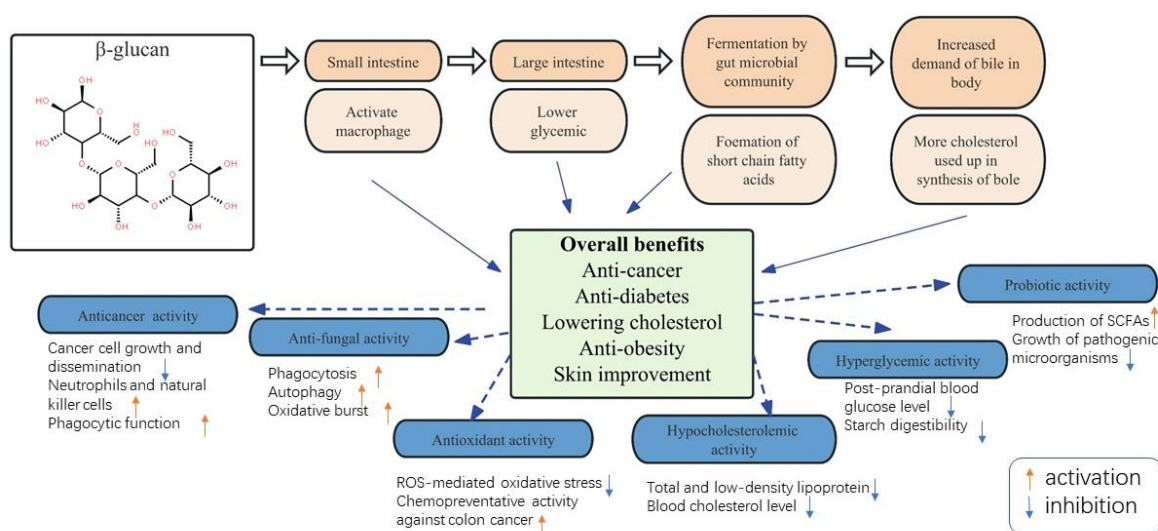 β-glucan
OH
OH
HO
O
HO
OH
O
HO
OH
HO
O
O
HO
OH
O
OH
HO
O
OH
OH
Small intestine
Activate
macrophage
Large intestine
Lower
glycemic
Fermentation by
gut microbial
community
Foemation of
short chain fatty
acids
Increased
demand of bile in
body
More cholesterol
used up in
synthesis of bole
Overall benefits
Anti-cancer
Anti-diabetes
Lowering cholesterol
Anti-obesity
Skin improvement
Anticancer activity
Cancer cell growth and
dissemination
Neutrophils and natural
killer cells
Phagocytic function
Anti-fungal activity
Phagocytosis
Autophagy
Oxidative burst
Antioxidant activity
ROS-mediated oxidative stress
Chemopreventative activity
against colon cancer
Hypocholesterolemic
activity
Total and low-density lipoprotein
Blood cholesterol level
Hyperglycemic activity
Post-prandial blood
glucose level
Starch digestibility
Probiotic activity
Production of SCFAs
Growth of pathogenic
microorganisms
activation
inhibition